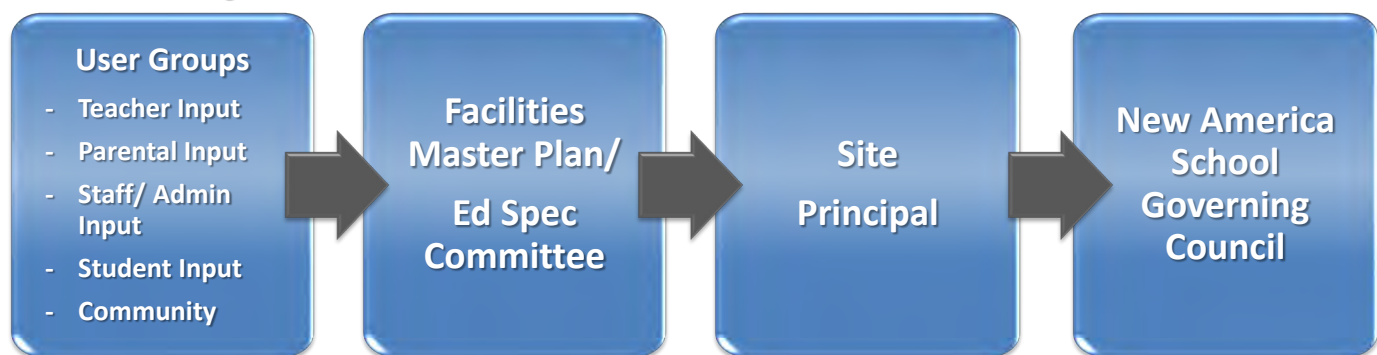 User Groups
- Teacher Input
- Parental Input
- Staff/ Admin
Input
- Student Input
- Community
Facilities
Master Plan/
Ed Spec
Committee
Site
Principal
New America
School
Governing
Council